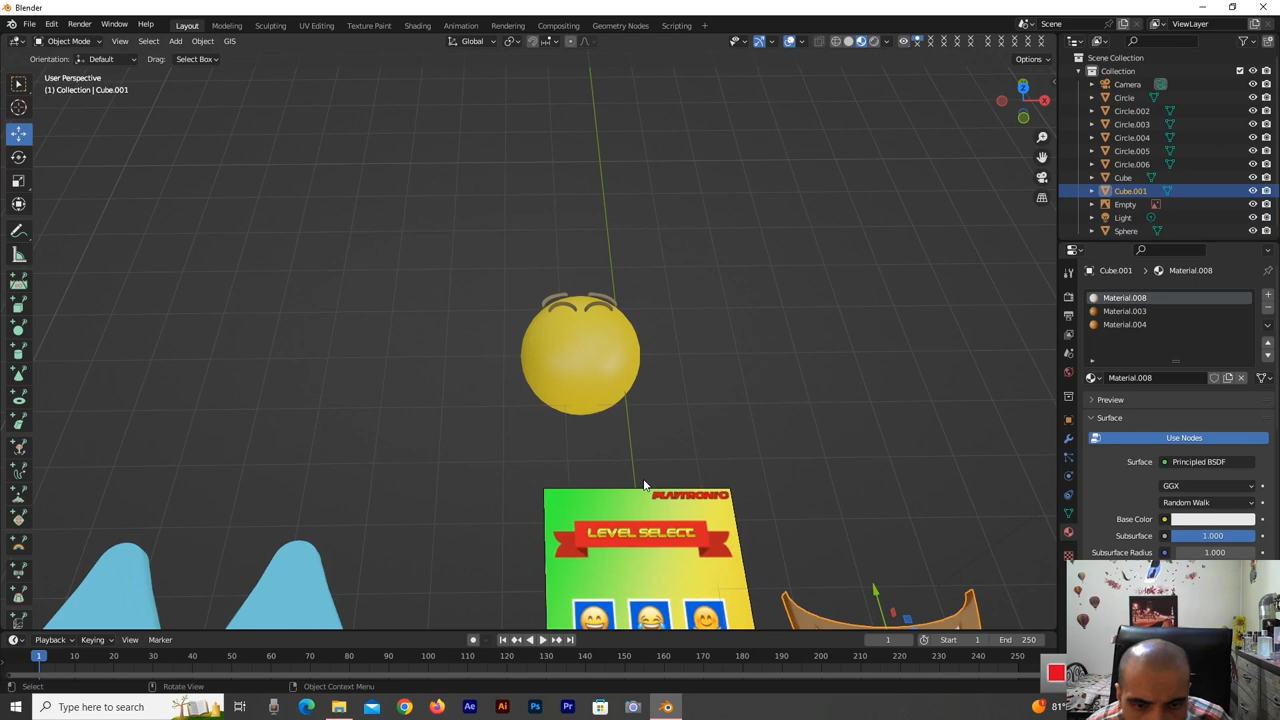 Blender
File Edit Render Window Help Layout Modeling Sculpting UV Editing Texture Paint Shading Animation Rendering Compositing Geometry Nodes Scripting + Scene ViewLayer
Object Mode View Select Add Object GIS Global
Orientation: Default Drag: Select Box Options
User Perspective
(1) Collection | Cube.001
Scene Collection
Collection
Camera
Circle
Circle.002
Circle.003
Circle.004
Circle.005
Circle.006
Cube
Cube.001
Empty
Light
Sphere
Cube.001 > Material.008
Material.008
Material.003
Material.004
Material.008
Preview
Surface
Use Nodes
Surface Principled BSDF
GGX
Random Walk
Base Color
Subsurface 1.000
Subsurface Radius 1.000
X
Z
PLAYTRONIO
LEVEL SELECT
Playback Keying View Marker 1 Start 1 End 250
1 10 20 30 40 50 60 70 80 90 100 110 120 130 140 150 160 170 180 190 200 210 220 230 240 250
Select Rotate View Object Context Menu
Type here to search Ae Ai Ps Pr 81°